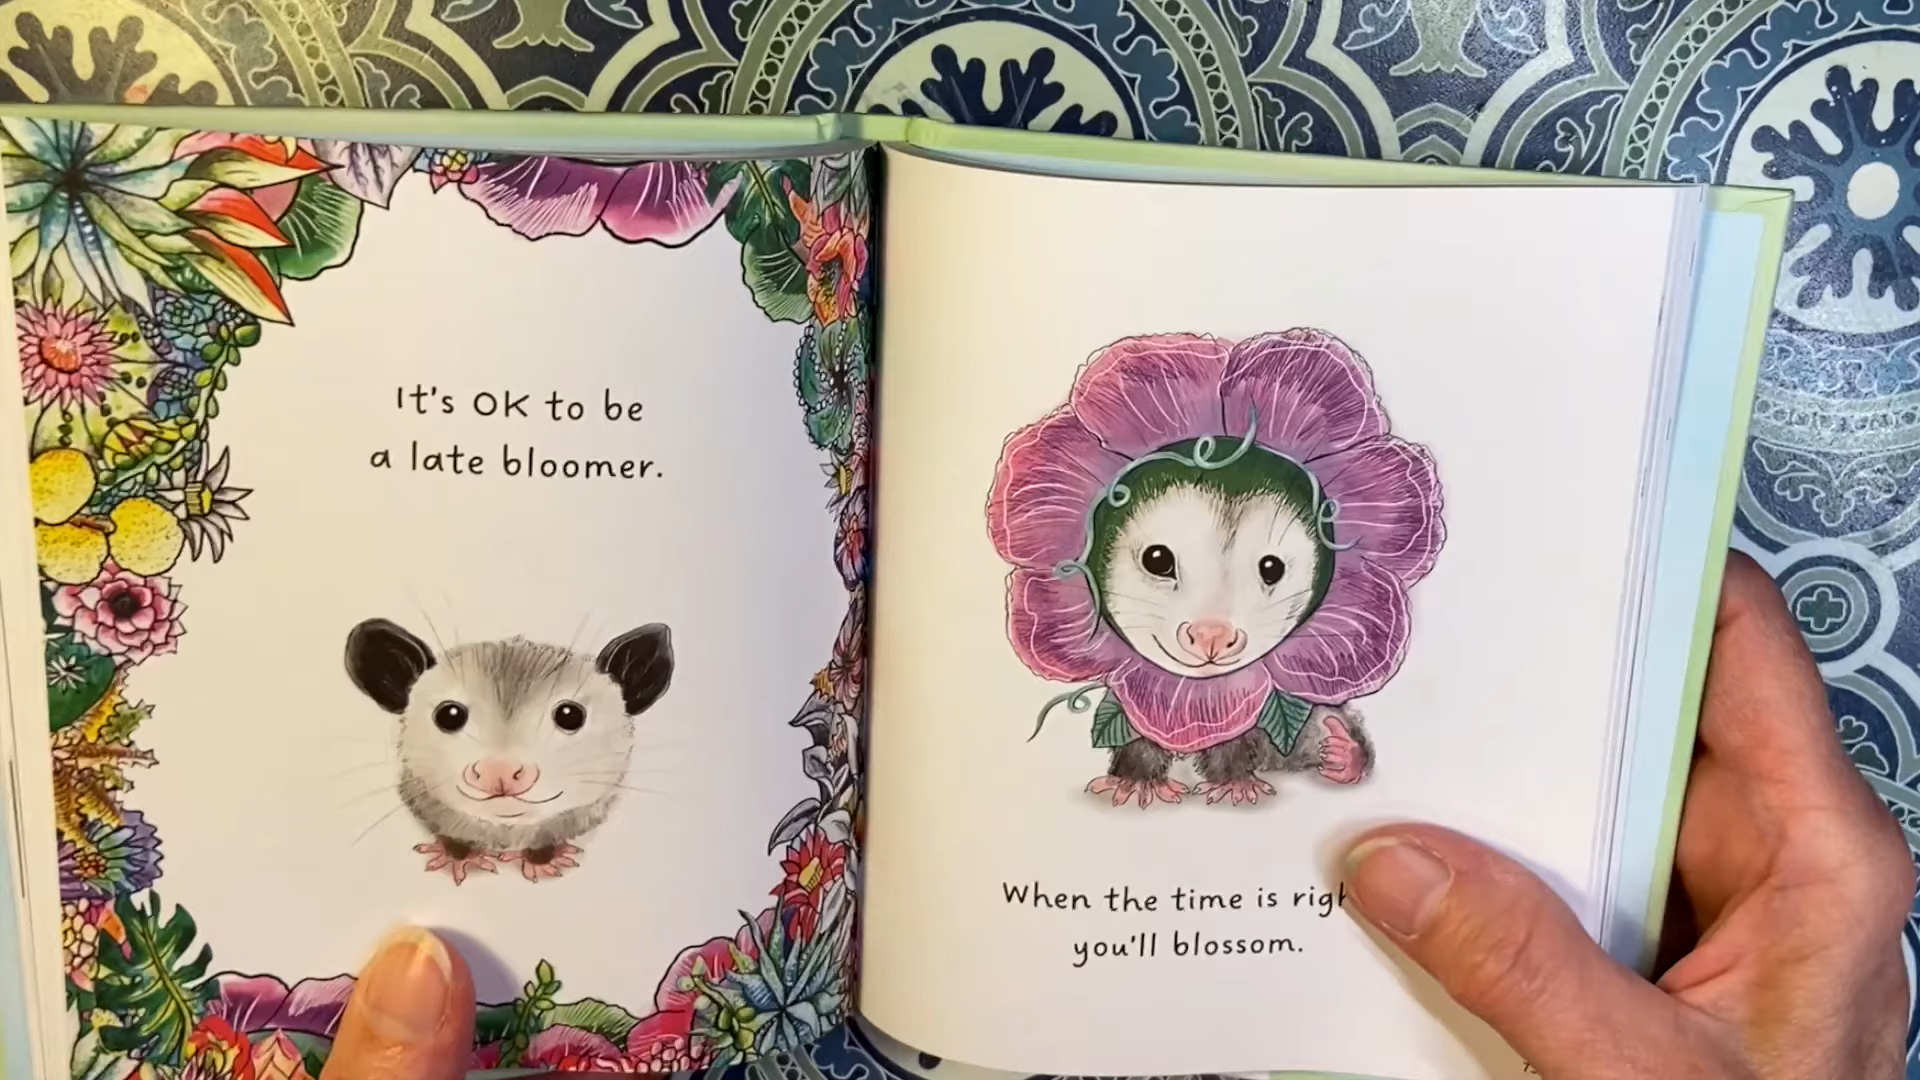 It's OK to be
a late bloomer.
When the time is
you'll blossom.